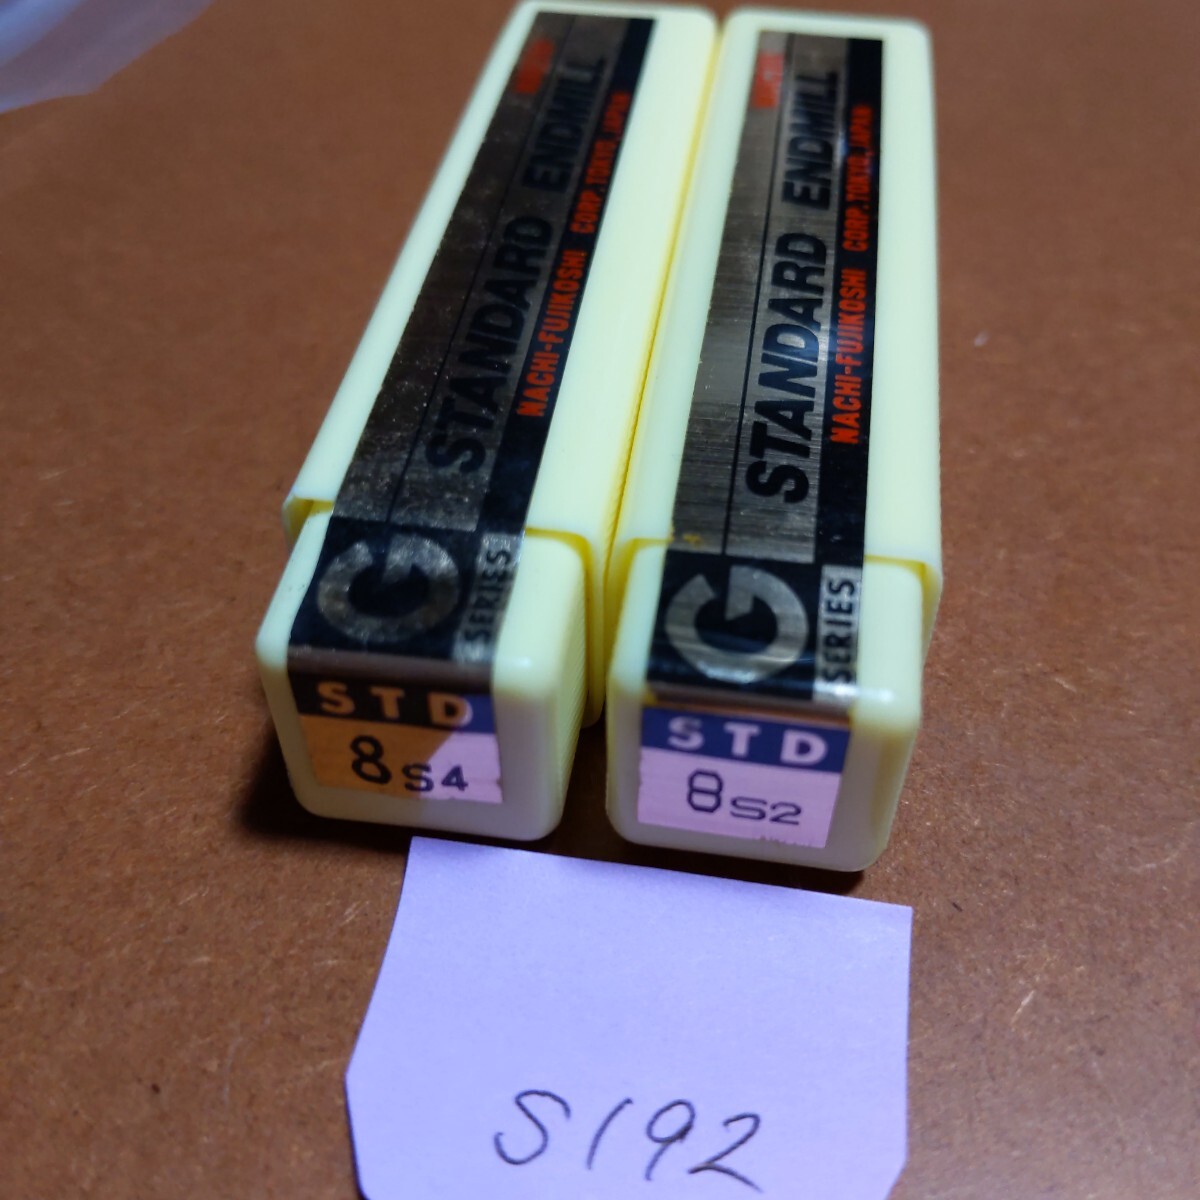 STANDARD ENDMILL
NACHI-FUJIKOSHI CORP. TOKYO, JAPAN
G SERIES
STD
8 S4
STANDARD ENDMILL
NACHI-FUJIKOSHI CORP. TOKYO, JAPAN
G SERIES
STD
8 S2
S192